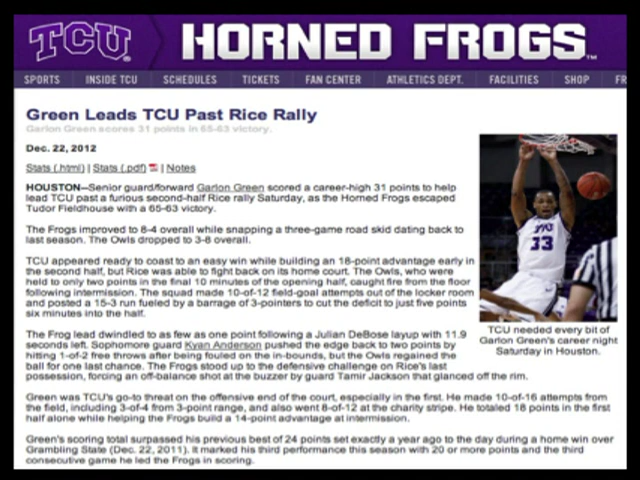 TCU
HORNED FROGS™
SPORTS INSIDE TCU SCHEDULES TICKETS FAN CENTER ATHLETICS DEPT. FACILITIES SHOP FR
Green Leads TCU Past Rice Rally
Garlon Green scores 31 points in 65-63 victory.
Dec. 22, 2012
Stats (.html) | Stats (.pdf) | Notes
HOUSTON—Senior guard/forward Garlon Green scored a career-high 31 points to help
lead TCU past a furious second-half Rice rally Saturday, as the Horned Frogs escaped
Tudor Fieldhouse with a 65-63 victory.
The Frogs improved to 8-4 overall while snapping a three-game road skid dating back to
last season. The Owls dropped to 3-8 overall.
TCU appeared ready to coast to an easy win while building an 18-point advantage early in
the second half, but Rice was able to fight back on its home court. The Owls, who were
held to only two points in the final 10 minutes of the opening half, caught fire from the floor
following intermission. The squad made 10-of-12 field-goal attempts out of the locker room
and posted a 15-3 run fueled by a barrage of 3-pointers to cut the deficit to just five points
six minutes into the half.
TCU
33
TCU needed every bit of
Garlon Green's career night
Saturday in Houston.
The Frog lead dwindled to as few as one point following a Julian DeBose layup with 11.9
seconds left. Sophomore guard Kyan Anderson pushed the edge back to two points by
hitting 1-of-2 free throws after being fouled on the in-bounds, but the Owls regained the
ball for one last chance. The Frogs stood up to the defensive challenge on Rice's last
possession, forcing an off-balance shot at the buzzer by guard Tamir Jackson that glanced off the rim.
Green was TCU's go-to threat on the offensive end of the court, especially in the first. He made 10-of-16 attempts from
the field, including 3-of-4 from 3-point range, and also went 8-of-12 at the charity stripe. He totaled 18 points in the first
half alone while helping the Frogs build a 14-point advantage at intermission.
Green's scoring total surpassed his previous best of 24 points set exactly a year ago to the day during a home win over
Grambling State (Dec. 22, 2011). It marked his third performance this season with 20 or more points and the third
consecutive game he led the Frogs in scoring.